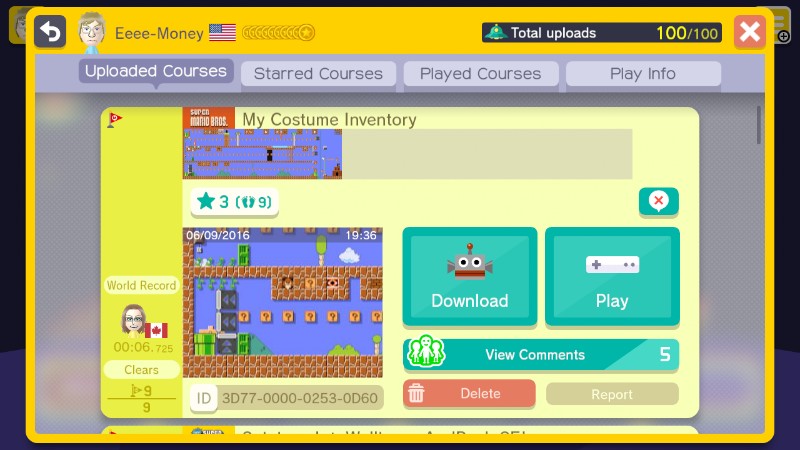 Eeee-Money
Total uploads 100/100
Uploaded Courses
Starred Courses
Played Courses
Play Info
SUPER MARIO BROS.
My Costume Inventory
3 (9)
06/09/2016 19:36
World Record
00:06.725
Clears
9
9
Download
Play
View Comments 5
ID 3D77-0000-0253-0D60
Delete
Report